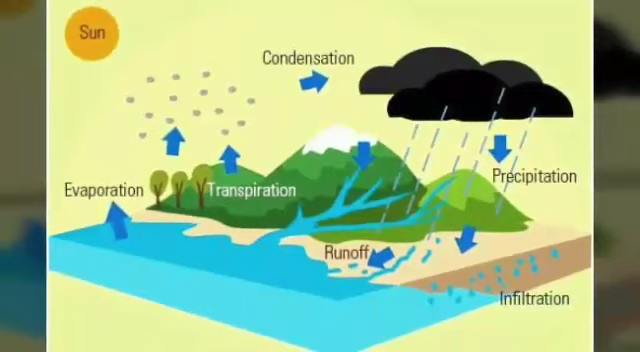 Sun
Condensation
Precipitation
Evaporation
Transpiration
Runoff
Infiltration